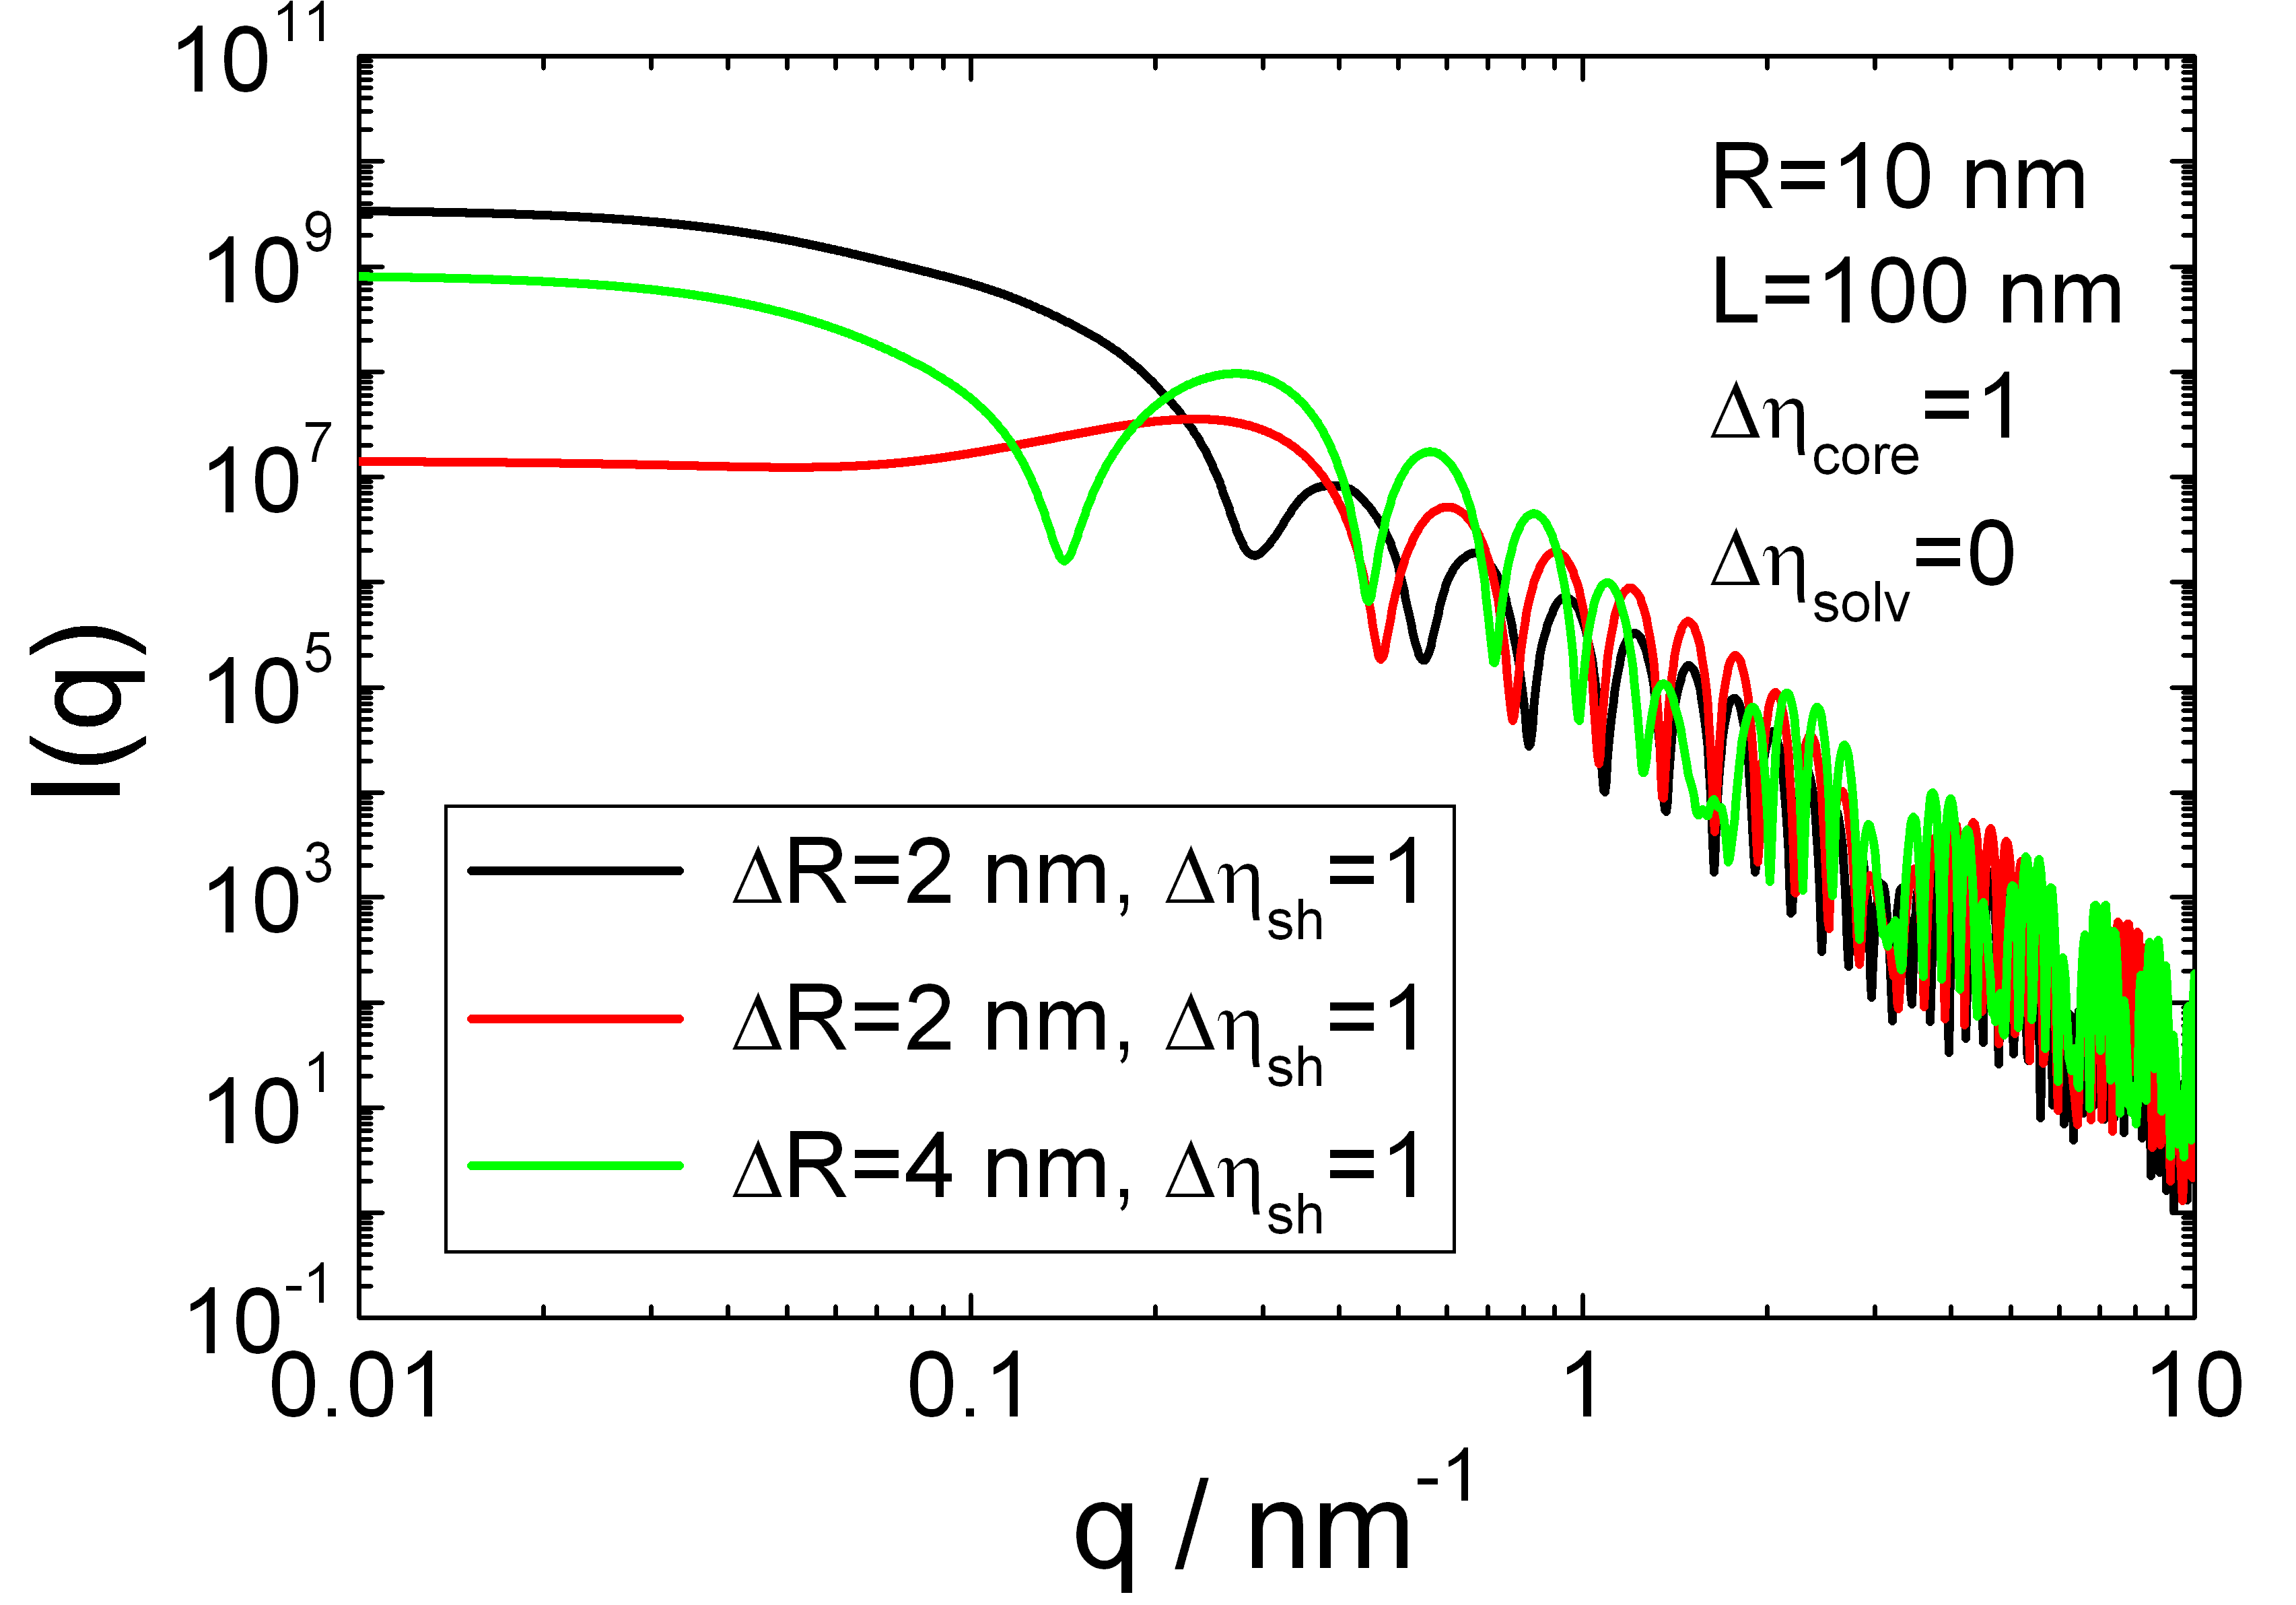 I(q)
10^11
10^9
10^7
10^5
10^3
10^1
10^-1
R=10 nm
L=100 nm
Δη_core=1
Δη_solv=0
ΔR=2 nm, Δη_sh=1
ΔR=2 nm, Δη_sh=1
ΔR=4 nm, Δη_sh=1
0.01 0.1 1 10
q / nm^-1